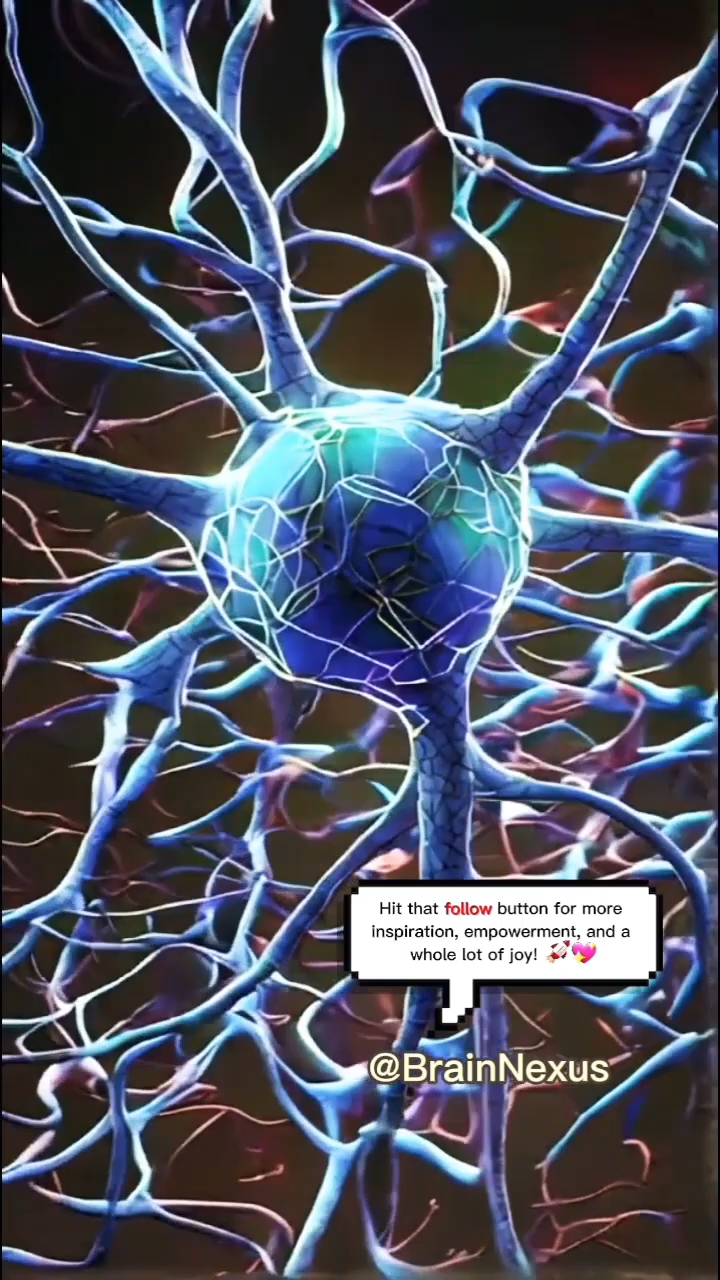 Hit that follow button for more
inspiration, empowerment, and a
whole lot of joy! 🚀💖
@BrainNexus